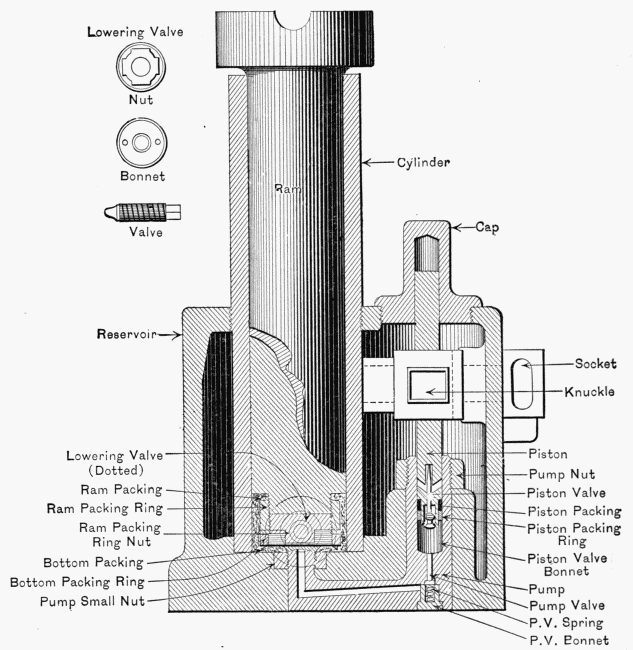 Lowering Valve
Nut
Bonnet
Valve
Ram
Cylinder
Cap
Reservoir
Socket
Knuckle
Lowering Valve
(Dotted)
Ram Packing
Ram Packing Ring
Ram Packing
Ring Nut
Bottom Packing
Bottom Packing Ring
Pump Small Nut
Piston
Pump Nut
Piston Valve
Piston Packing
Piston Packing
Ring
Piston Valve
Bonnet
Pump
Pump Valve
P.V. Spring
P.V. Bonnet